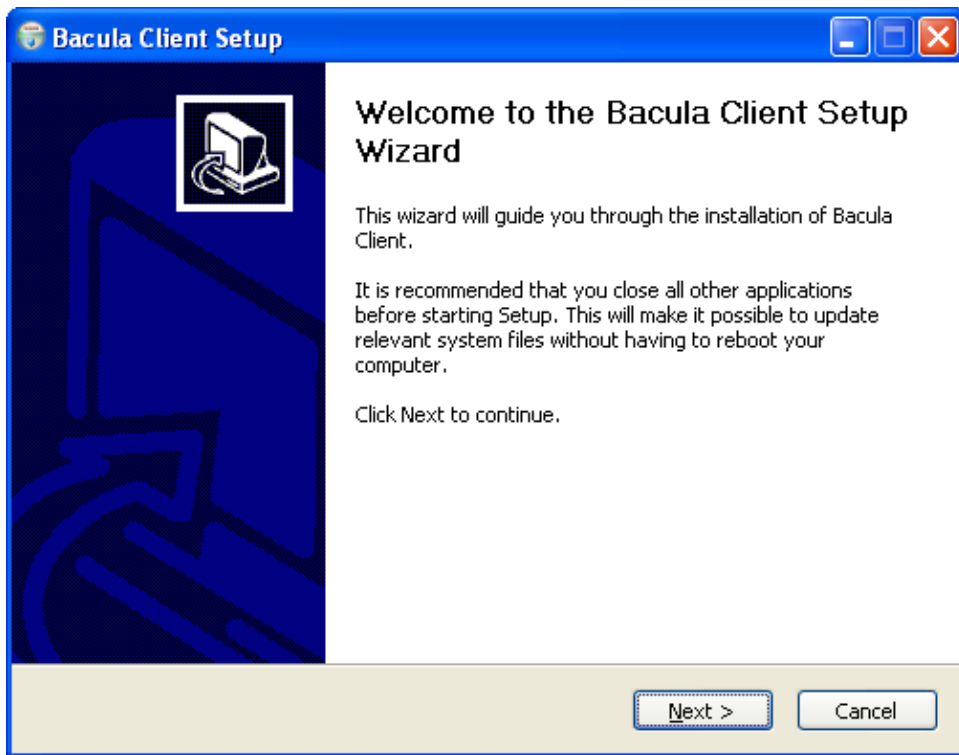 Bacula Client Setup
Welcome to the Bacula Client Setup
Wizard
This wizard will guide you through the installation of Bacula
Client.
It is recommended that you close all other applications
before starting Setup. This will make it possible to update
relevant system files without having to reboot your
computer.
Click Next to continue.
Next >
Cancel